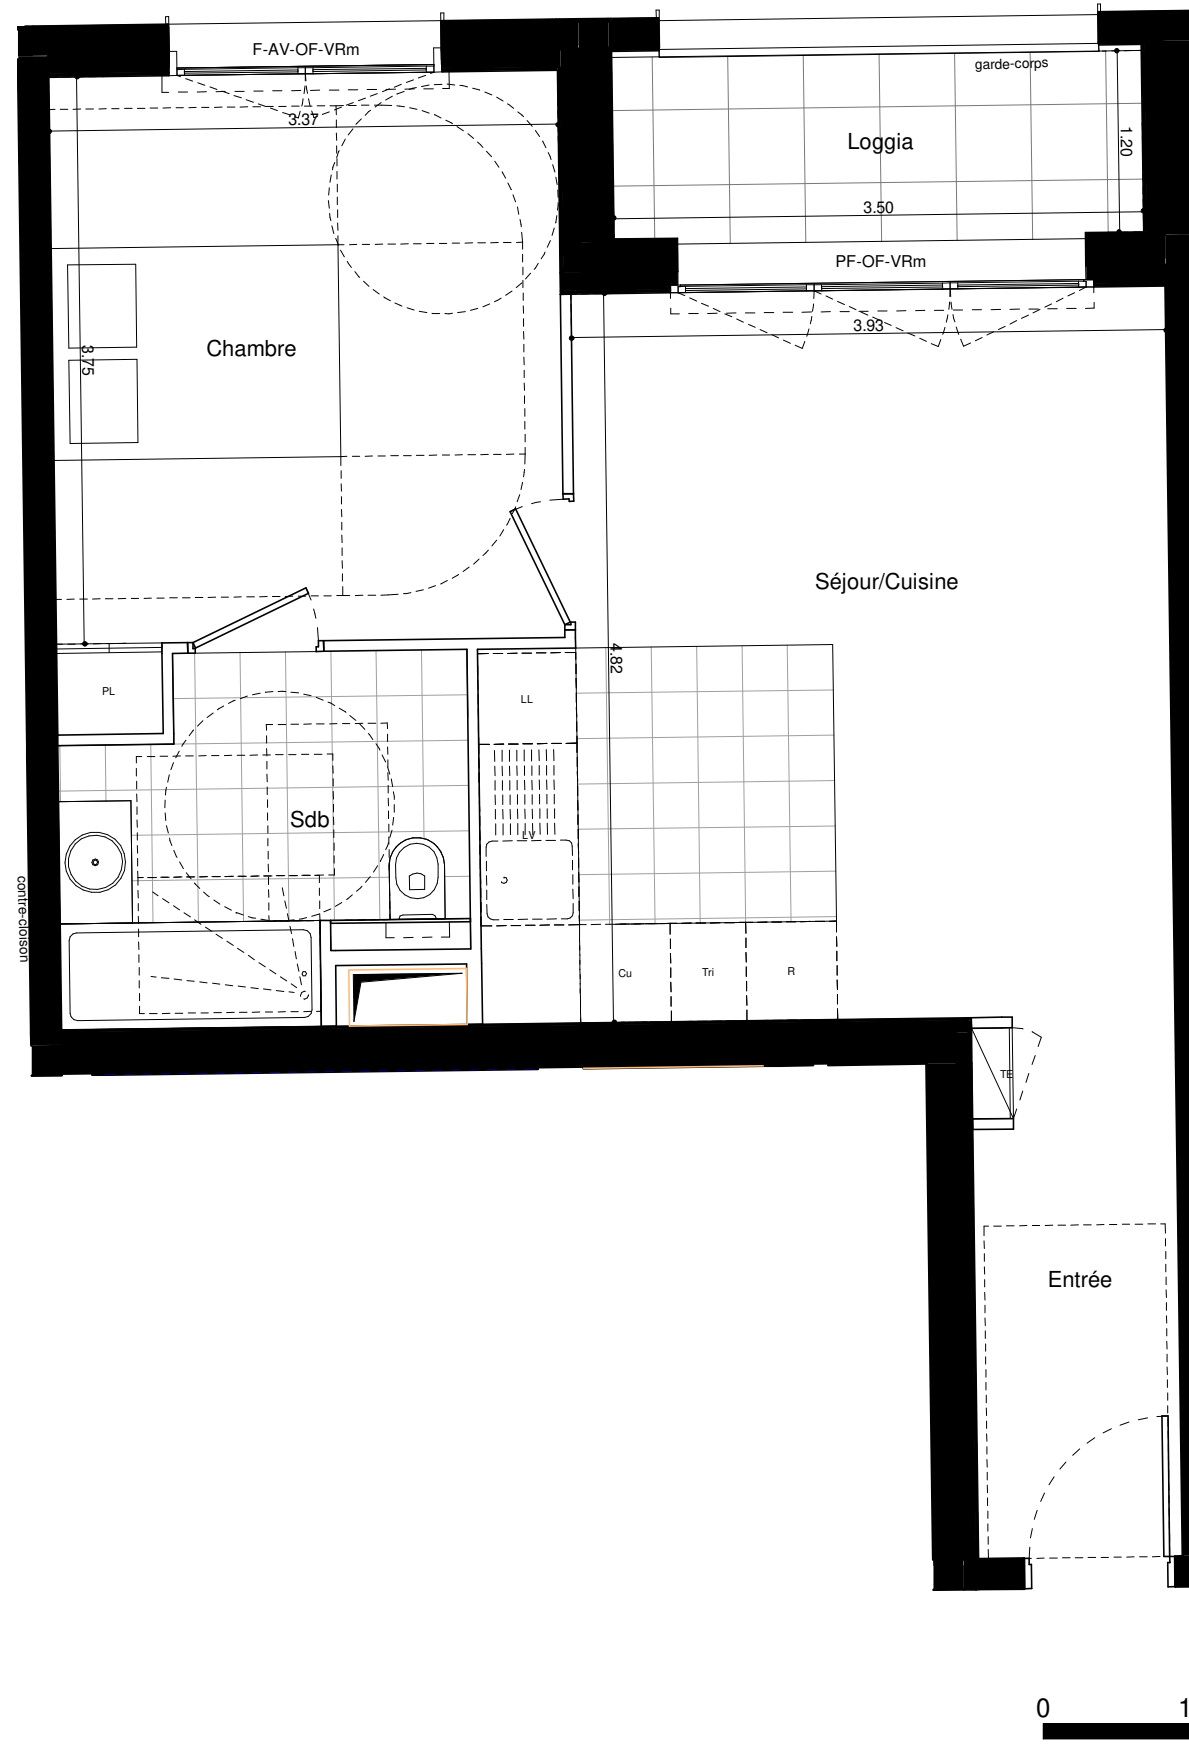 F-AV-OF-VRm
garde-corps
3.37
Loggia
1.20
3.50
PF-OF-VRm
3.93
Chambre
3.75
Séjour/Cuisine
4.82
PL
LL
Sdb
LV
contre-cloison
Cu
Tri
R
TE
Entrée
0
1